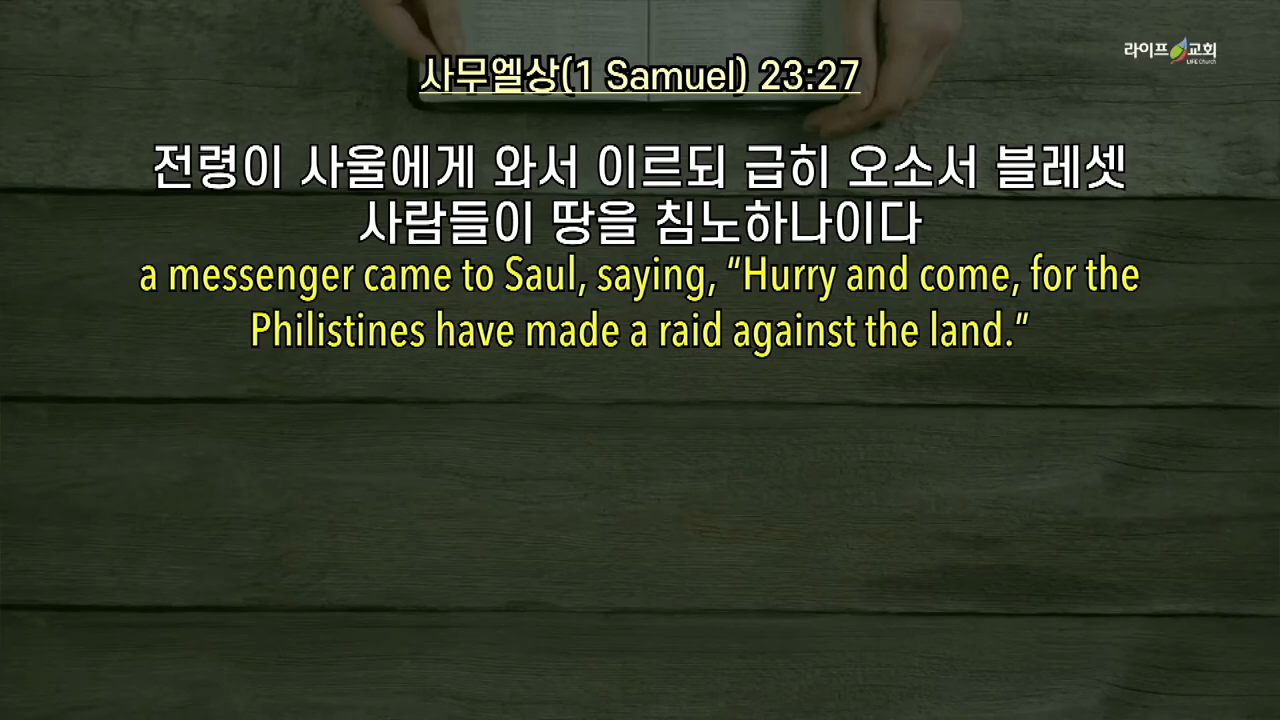 라이프교회
LIFE Church
사무엘상(1 Samuel) 23:27
전령이 사울에게 와서 이르되 급히 오소서 블레셋
사람들이 땅을 침노하나이다
a messenger came to Saul, saying, “Hurry and come, for the
Philistines have made a raid against the land.”